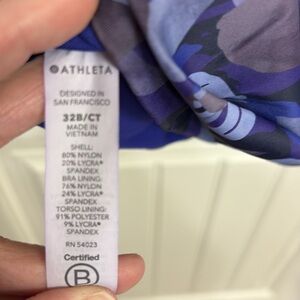 ATHLETA
DESIGNED IN
SAN FRANCISCO
32B/CT
MADE IN
VIETNAM
SHELL:
80% NYLON
20% LYCRA®
SPANDEX
BRA LINING:
76% NYLON
24% LYCRA®
SPANDEX
TORSO LINING:
91% POLYESTER
9% LYCRA®
SPANDEX
RN 54023
Certified
B